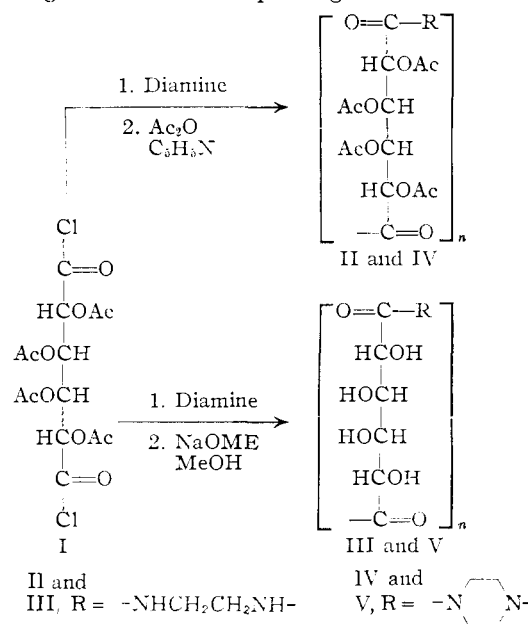 O=C—R
HCOAc
AcOCH
AcOCH
HCOAc
—C=O
n
II and IV
1. Diamine
2. Ac₂O
C₅H₅N
Cl
C=O
HCOAc
AcOCH
AcOCH
HCOAc
C=O
Cl
I
1. Diamine
2. NaOME
MeOH
O=C—R
HCOH
HOCH
HOCH
HCOH
—C=O
n
III and V
II and
III, R = -NHCH₂CH₂NH-
IV and
V, R = -N N-